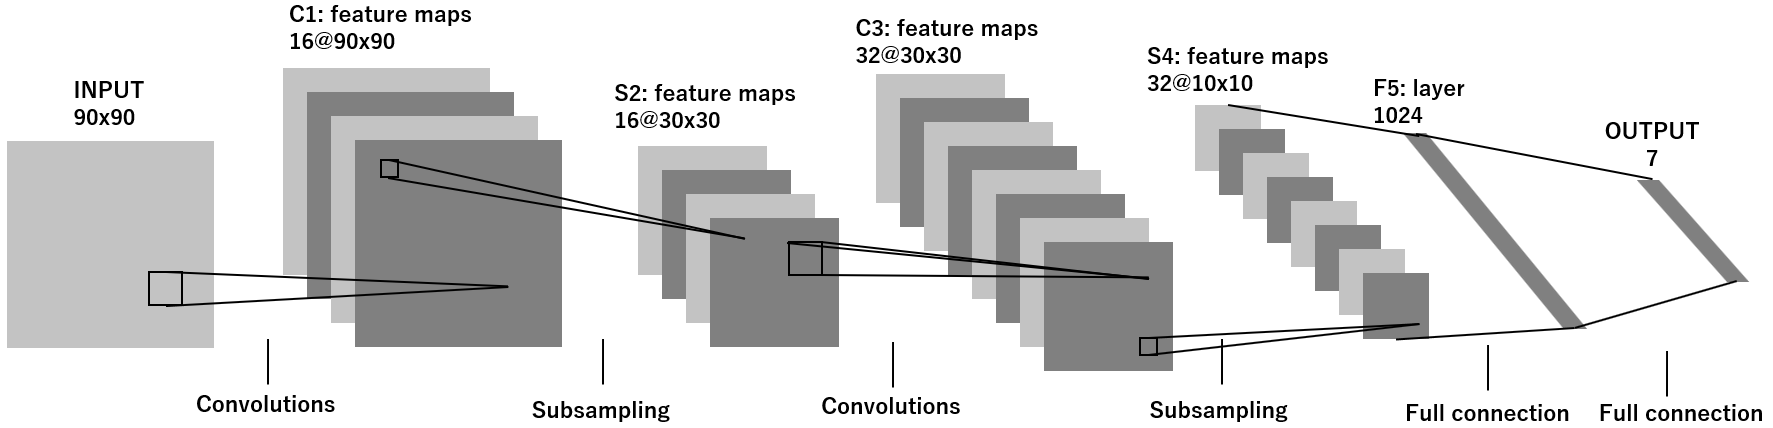 INPUT
90x90
C1: feature maps
16@90x90
S2: feature maps
16@30x30
C3: feature maps
32@30x30
S4: feature maps
32@10x10
F5: layer
1024
OUTPUT
7
Convolutions
Subsampling
Convolutions
Subsampling
Full connection
Full connection